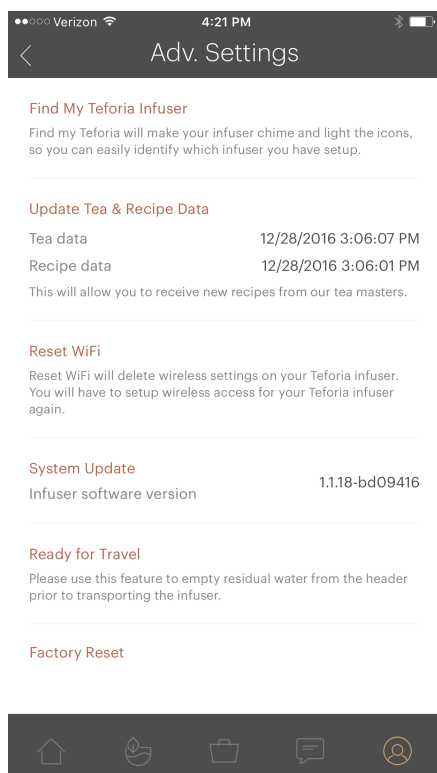 Verizon 4:21 PM
Adv. Settings
Find My Teforia Infuser
Find my Teforia will make your infuser chime and light the icons,
so you can easily identify which infuser you have setup.
Update Tea & Recipe Data
Tea data 12/28/2016 3:06:07 PM
Recipe data 12/28/2016 3:06:01 PM
This will allow you to receive new recipes from our tea masters.
Reset WiFi
Reset WiFi will delete wireless settings on your Teforia infuser.
You will have to setup wireless access for your Teforia infuser
again.
System Update
Infuser software version 1.1.18-bd09416
Ready for Travel
Please use this feature to empty residual water from the header
prior to transporting the infuser.
Factory Reset